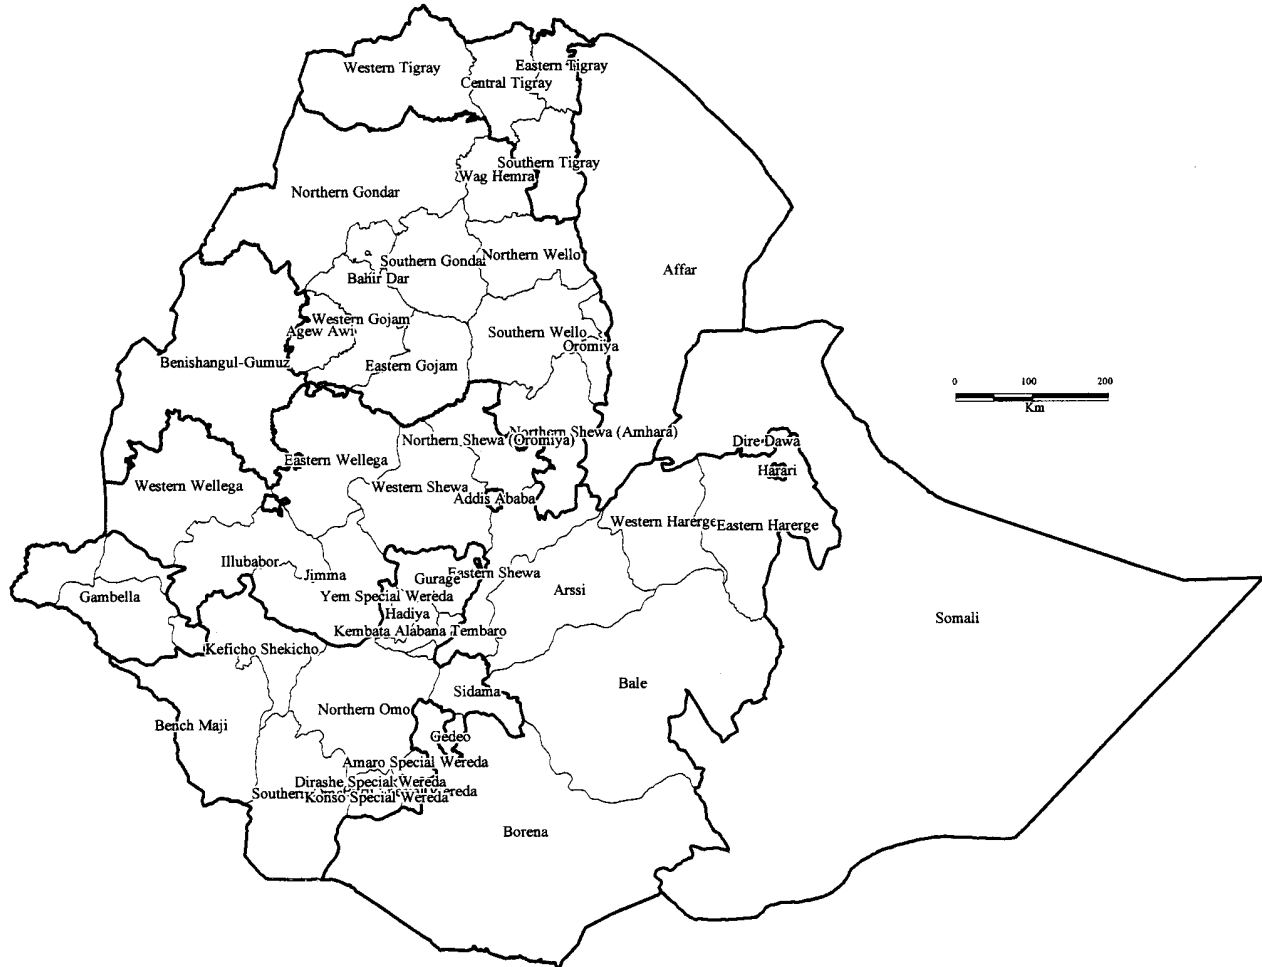 Western Tigray
Eastern Tigray
Central Tigray
Southern Tigray
Wag Hemra
Northern Gondar
Northern Wello
Southern Gondar
Affar
Bahir Dar
Western Gojam
Agew Awi
Southern Wello
Oromiya
Benishangul-Gumuz
Eastern Gojam
0 100 200
Km
Northern Shewa (Amhara)
Northern Shewa (Oromiya)
Dire Dawa
Eastern Wellega
Harari
Western Wellega
Western Shewa
Addis Ababa
Western Harerge
Eastern Harerge
Illubabor
Jimma
Gurage
Eastern Shewa
Arssi
Gambella
Yem Special Wereda
Hadiya
Somali
Kembata Alabana Tembaro
Keficho Shekicho
Bale
Sidama
Northern Omo
Bench Maji
Gedeo
Amaro Special Wereda
Dirashe Special Wereda
Southern
Konso Special Wereda
Borena